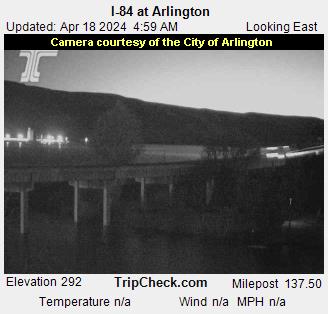 I-84 at Arlington
Updated: Apr 18 2024 4:59 AM Looking East
Camera courtesy of the City of Arlington
Elevation 292 TripCheck.com Milepost 137.50
Temperature n/a Wind n/a MPH n/a